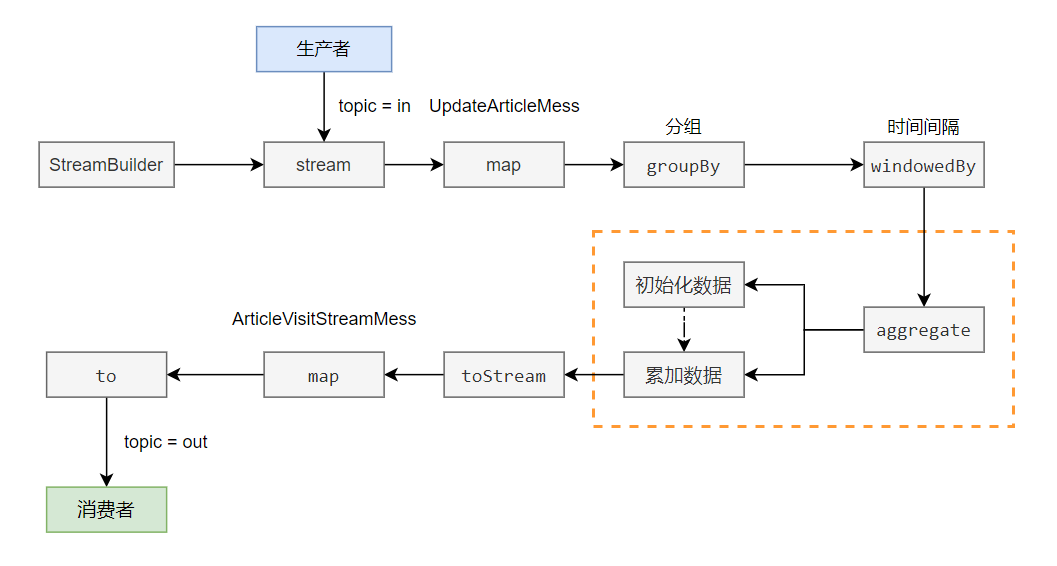 生产者
topic = in
UpdateArticleMess
分组
时间间隔
StreamBuilder
stream
map
groupBy
windowedBy
初始化数据
aggregate
累加数据
ArticleVisitStreamMess
toStream
map
to
topic = out
消费者